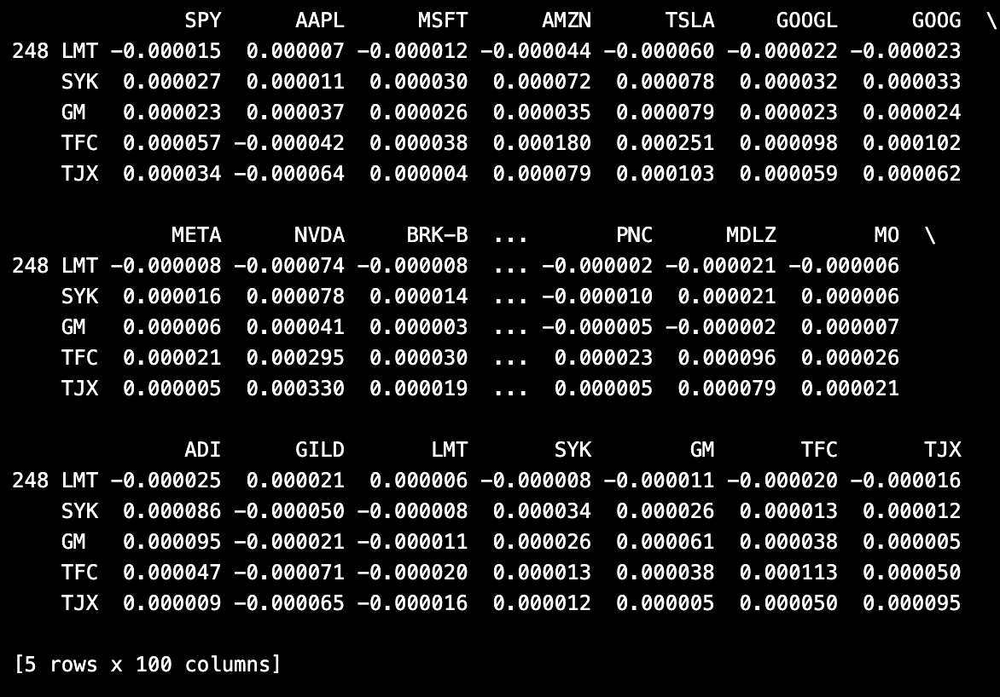 SPY      AAPL      MSFT      AMZN      TSLA     GOOGL      GOOG  \
248 LMT -0.000015  0.000007 -0.000012 -0.000044 -0.000060 -0.000022 -0.000023
    SYK  0.000027  0.000011  0.000030  0.000072  0.000078  0.000032  0.000033
    GM   0.000023  0.000037  0.000026  0.000035  0.000079  0.000023  0.000024
    TFC  0.000057 -0.000042  0.000038  0.000180  0.000251  0.000098  0.000102
    TJX  0.000034 -0.000064  0.000004  0.000079  0.000103  0.000059  0.000062
             META      NVDA     BRK-B  ...       PNC      MDLZ        MO  \
248 LMT -0.000008 -0.000074 -0.000008  ... -0.000002 -0.000021 -0.000006
    SYK  0.000016  0.000078  0.000014  ... -0.000010  0.000021  0.000006
    GM   0.000006  0.000041  0.000003  ... -0.000005 -0.000002  0.000007
    TFC  0.000021  0.000295  0.000030  ...  0.000023  0.000096  0.000026
    TJX  0.000005  0.000330  0.000019  ...  0.000005  0.000079  0.000021
              ADI      GILD       LMT       SYK        GM       TFC       TJX
248 LMT -0.000025  0.000021  0.000006 -0.000008 -0.000011 -0.000020 -0.000016
    SYK  0.000086 -0.000050 -0.000008  0.000034  0.000026  0.000013  0.000012
    GM   0.000095 -0.000021 -0.000011  0.000026  0.000061  0.000038  0.000005
    TFC  0.000047 -0.000071 -0.000020  0.000013  0.000038  0.000113  0.000050
    TJX  0.000009 -0.000065 -0.000016  0.000012  0.000005  0.000050  0.000095
[5 rows x 100 columns]